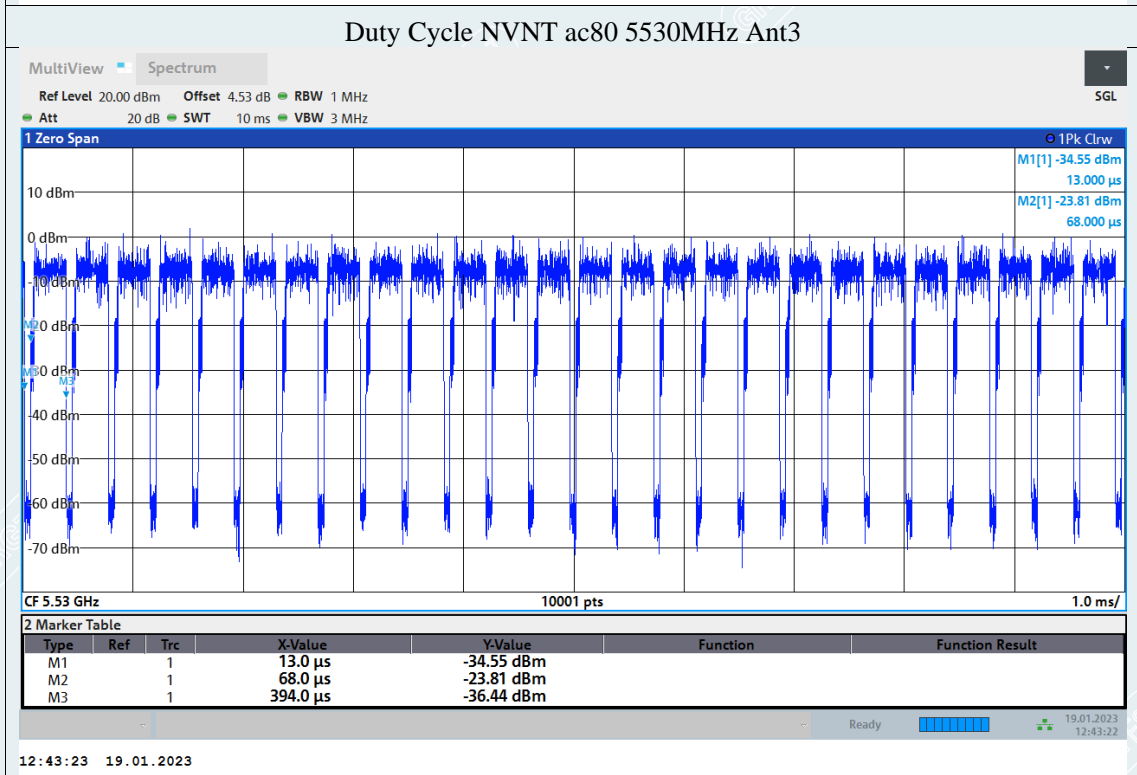 Duty Cycle NVNT ac80 5530MHz Ant3
MultiView Spectrum
Ref Level 20.00 dBm Offset 4.53 dB RBW 1 MHz SGL
Att 20 dB SWT 10 ms VBW 3 MHz
1 Zero Span 1Pk Clrw
M1[1] -34.55 dBm
13.000 µs
M2[1] -23.81 dBm
68.000 µs
10 dBm
0 dBm
-10 dBm
M2
-20 dBm
M1
-30 dBm
M3
-40 dBm
-50 dBm
-60 dBm
-70 dBm
CF 5.53 GHz 10001 pts 1.0 ms/
2 Marker Table
Type Ref Trc X-Value Y-Value Function Function Result
M1 1 13.0 µs -34.55 dBm
M2 1 68.0 µs -23.81 dBm
M3 1 394.0 µs -36.44 dBm
Ready 19.01.2023
12:43:22
12:43:23 19.01.2023